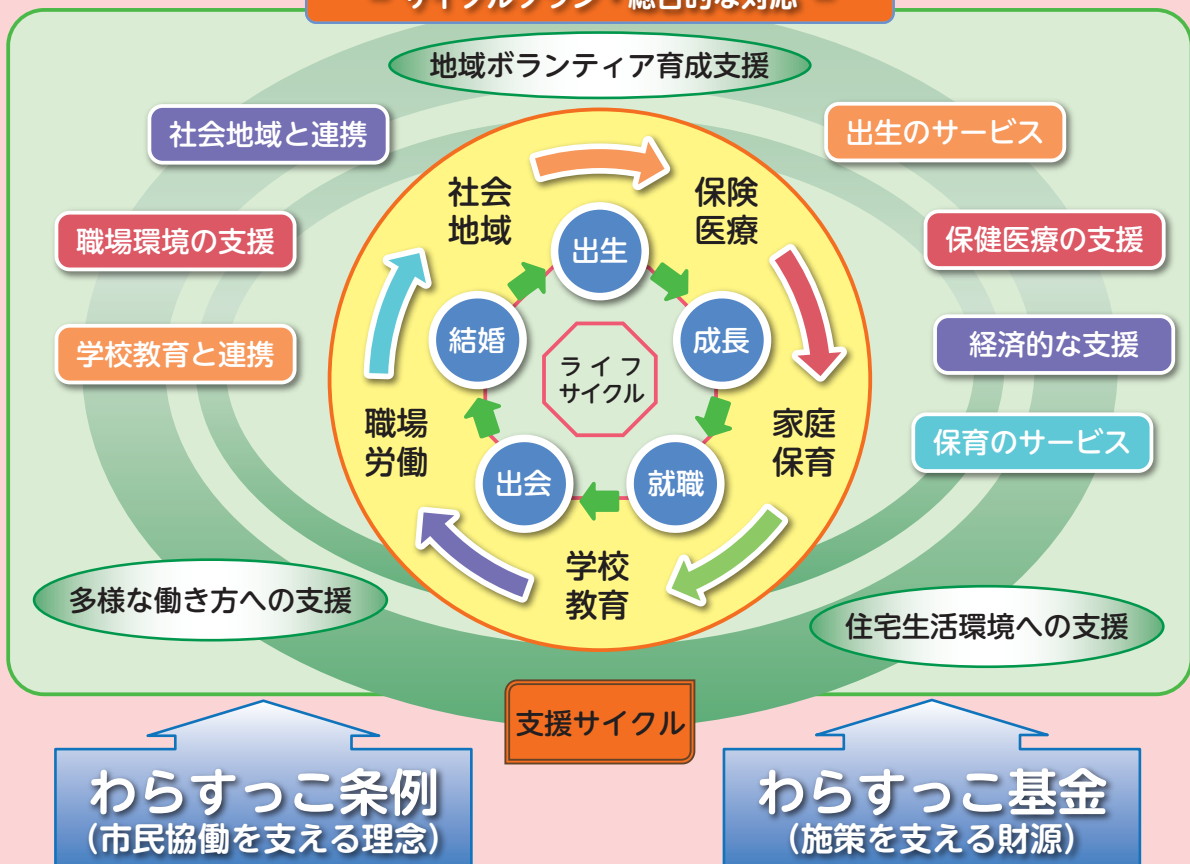 地域ボランティア育成支援
社会地域と連携
出生のサービス
社会
地域
保険
医療
職場環境の支援
出生
保健医療の支援
学校教育と連携
結婚
ライフ
サイクル
成長
経済的な支援
職場
労働
家庭
保育
保育のサービス
出会
就職
学校
教育
多様な働き方への支援
住宅生活環境への支援
支援サイクル
わらすっこ条例
(市民協働を支える理念)
わらすっこ基金
(施策を支える財源)